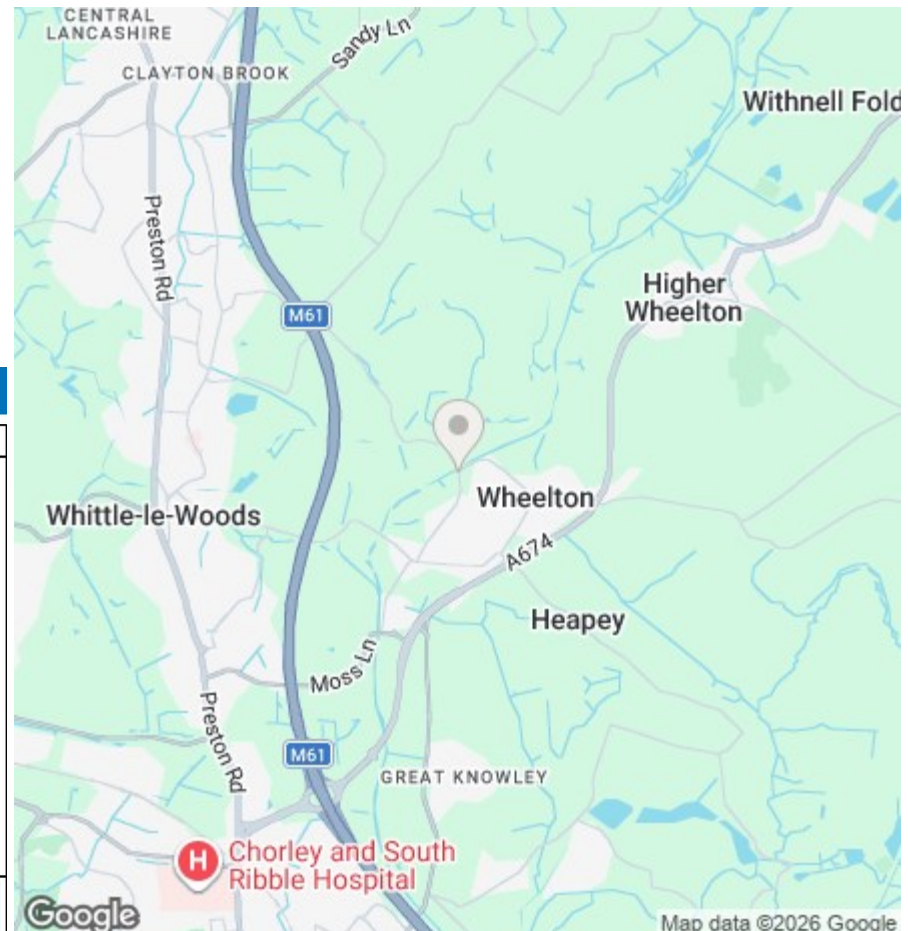 CENTRAL
LANCASHIRE
CLAYTON BROOK
Sandy Ln
Withnell Fold
Preston Rd
M61
Higher
Wheelton
Whittle-le-Woods
Wheelton
A674
Heapey
Moss Ln
Preston Rd
M61
GREAT KNOWLEY
H
Chorley and South
Ribble Hospital
Google
Map data ©2026 Google